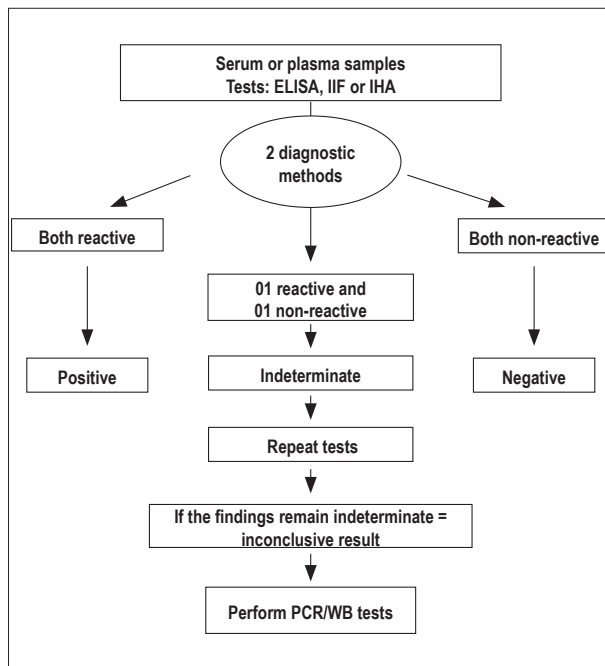 Serum or plasma samples
Tests: ELISA, IIF or IHA
2 diagnostic
methods
Both reactive
Both non-reactive
01 reactive and
01 non-reactive
Positive
Indeterminate
Negative
Repeat tests
If the findings remain indeterminate =
inconclusive result
Perform PCR/WB tests